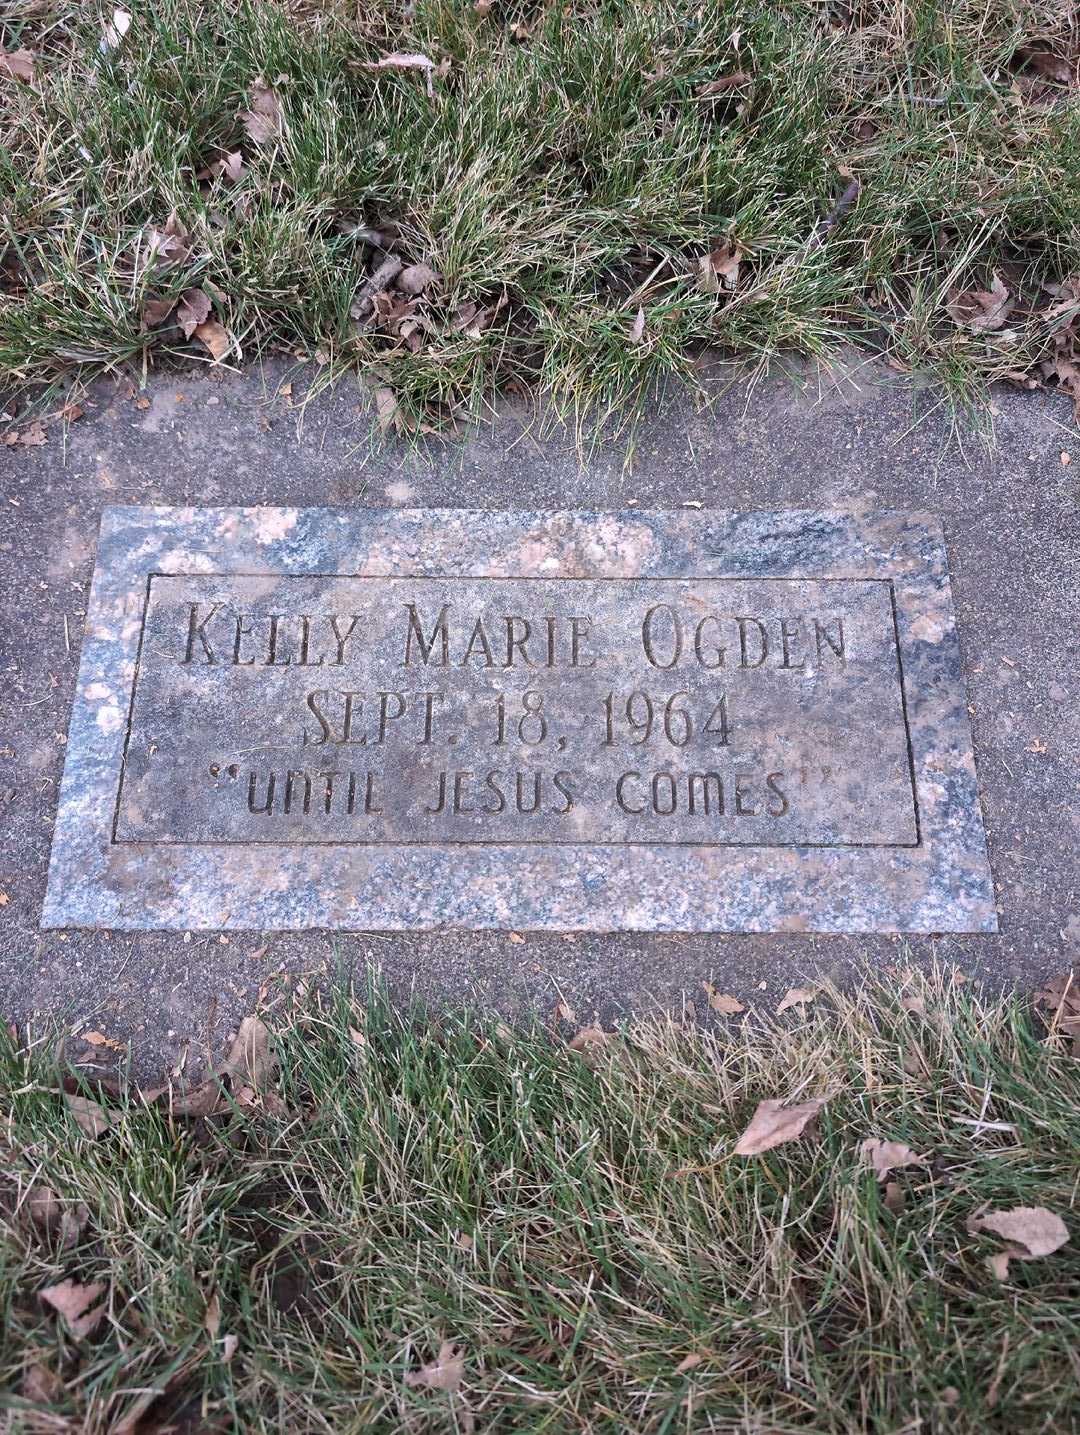 Kelly Marie Ogden
Sept. 18, 1964
"Until Jesus Comes"